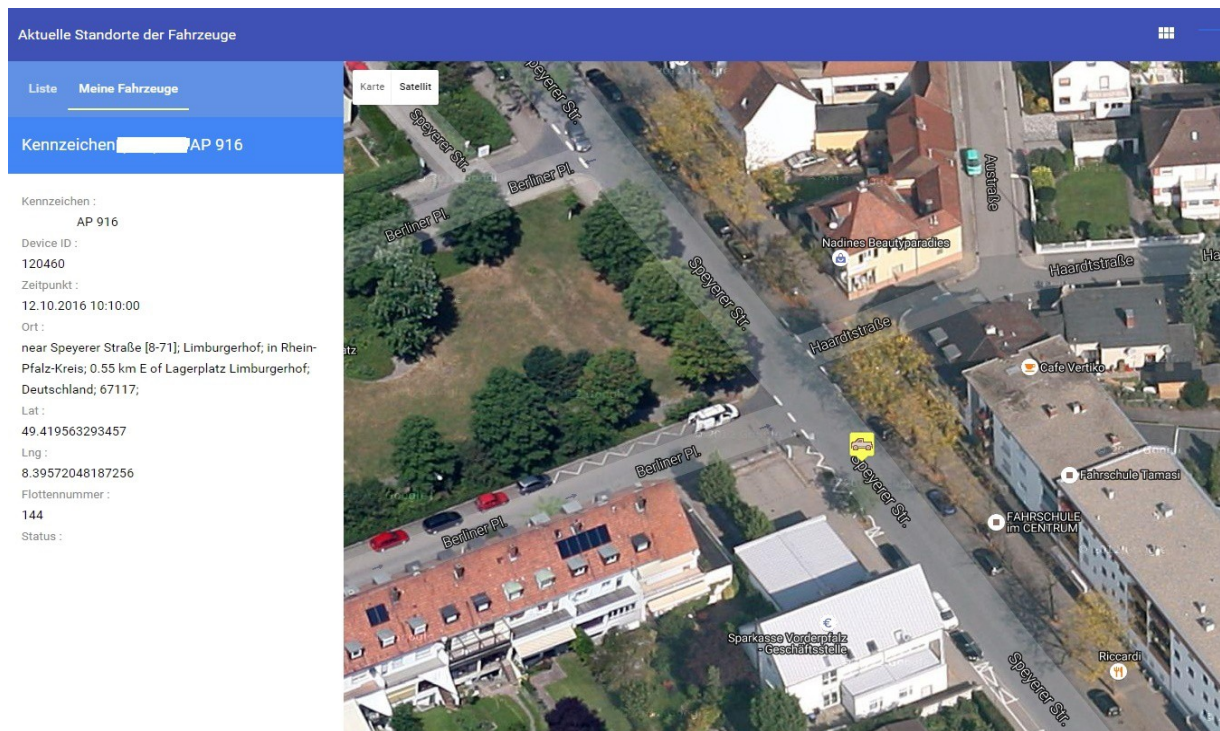 Aktuelle Standorte der Fahrzeuge
Liste Meine Fahrzeuge
Kennzeichen AP 916
Kennzeichen :
AP 916
Device ID :
120460
Zeitpunkt :
12.10.2016 10:10:00
Ort :
near Speyerer Straße [8-71]; Limburgerhof; in Rhein-
Pfalz-Kreis; 0.55 km E of Lagerplatz Limburgerhof;
Deutschland; 67117;
Lat :
49.419563293457
Lng :
8.39572048187256
Flottennummer :
144
Status :
Karte Satellit
Speyerer Str.
Speyerer Str.
Berliner Pl.
Berliner Pl.
Speyerer Str.
Austraße
Nadines Beautyparadies
Haardtstraße
Haardtstraße
Ha
atz
Cafe Vertiko
Berliner Pl.
Speyerer Str.
Fahrschule Tamasi
FAHRSCHULE
im CENTRUM
Berliner Pl.
Sparkasse Vorderpfalz
- Geschäftsstelle
Riccardi
Speyerer Str.